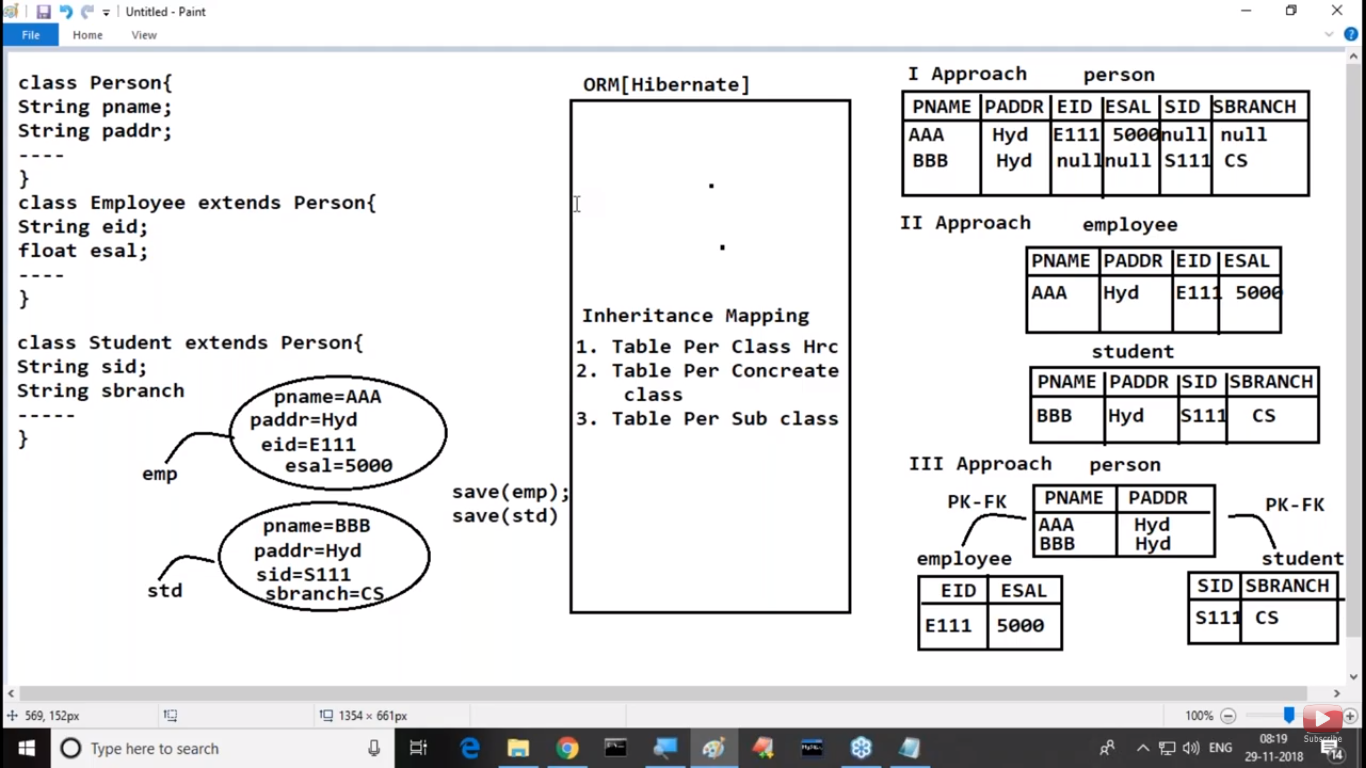 Untitled - Paint
File Home View
class Person{
String pname;
String paddr;
----
}
class Employee extends Person{
String eid;
float esal;
----
}
class Student extends Person{
String sid;
String sbranch
-----
}
pname=AAA
paddr=Hyd
eid=E111
esal=5000
emp
pname=BBB
paddr=Hyd
sid=S111
sbranch=CS
std
save(emp);
save(std)
ORM[Hibernate]
Inheritance Mapping
1. Table Per Class Hrc
2. Table Per Concreate
class
3. Table Per Sub class
I Approach person
PNAME PADDR EID ESAL SID SBRANCH
AAA Hyd E111 5000 null null
BBB Hyd null null S111 CS
II Approach employee
PNAME PADDR EID ESAL
AAA Hyd E111 5000
student
PNAME PADDR SID SBRANCH
BBB Hyd S111 CS
III Approach person
PK-FK
PNAME PADDR
AAA Hyd
BBB Hyd
PK-FK
employee
EID ESAL
E111 5000
student
SID SBRANCH
S111 CS
569, 152px
1354 × 661px
100%
Type here to search
ENG
08:19
29-11-2018
14
Subscribe